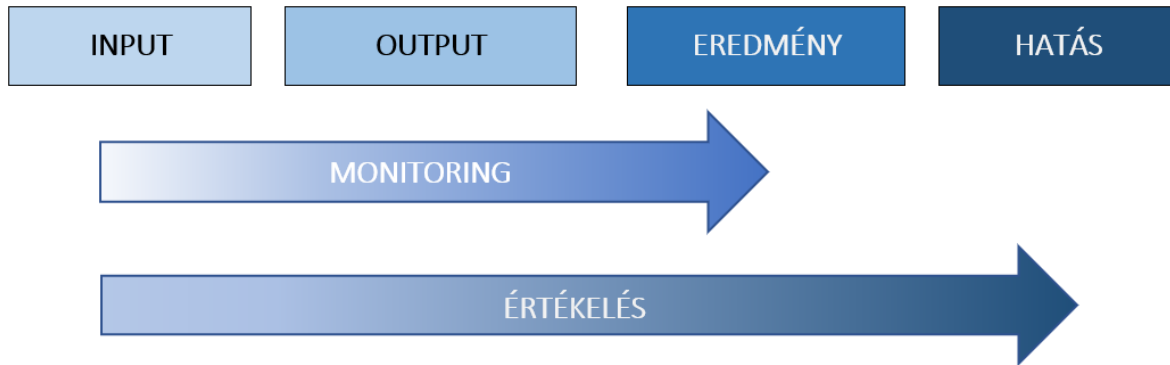 INPUT
OUTPUT
EREDMÉNY
HATÁS
MONITORING
ÉRTÉKELÉS